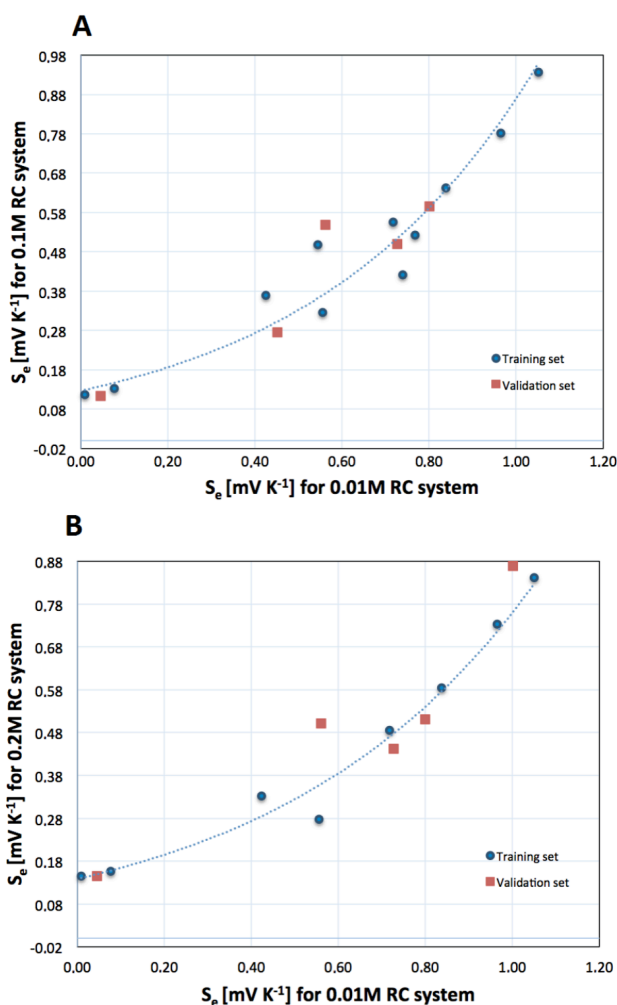 A
0.98
0.88
0.78
0.68
0.58
0.48
0.38
0.28
0.18
0.08
-0.02
Sₑ [mV K⁻¹] for 0.1M RC system
Training set
Validation set
0.00 0.20 0.40 0.60 0.80 1.00 1.20
Sₑ [mV K⁻¹] for 0.01M RC system
B
0.88
0.78
0.68
0.58
0.48
0.38
0.28
0.18
0.08
-0.02
Sₑ [mV K⁻¹] for 0.2M RC system
Training set
Validation set
0.00 0.20 0.40 0.60 0.80 1.00 1.20
Sₑ [mV K⁻¹] for 0.01M RC system